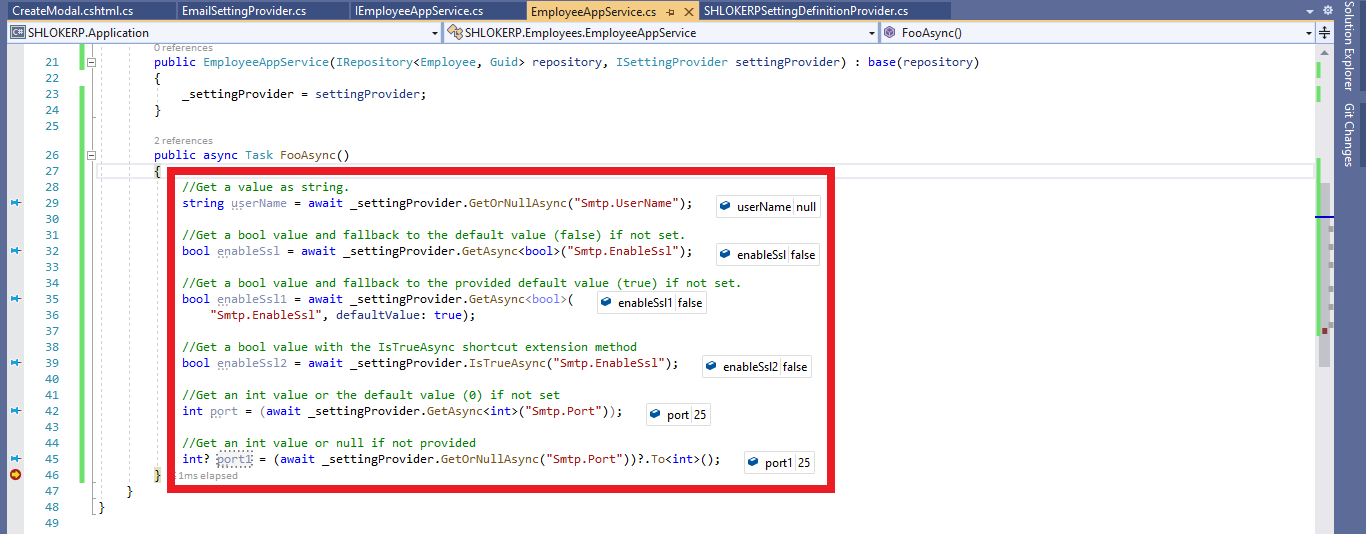 CreateModal.cshtml.cs EmailSettingProvider.cs IEmployeeAppService.cs EmployeeAppService.cs SHLOKERPSettingDefinitionProvider.cs
C# SHLOKERP.Application SHLOKERP.Employees.EmployeeAppService FooAsync()
0 references
21 public EmployeeAppService(IRepository<Employee, Guid> repository, ISettingProvider settingProvider) : base(repository)
22 {
23 _settingProvider = settingProvider;
24 }
25
2 references
26 public async Task FooAsync()
27 {
28 //Get a value as string.
29 string userName = await _settingProvider.GetOrNullAsync("Smtp.UserName"); userName null
30
31 //Get a bool value and fallback to the default value (false) if not set.
32 bool enableSsl = await _settingProvider.GetAsync<bool>("Smtp.EnableSsl"); enableSsl false
33
34 //Get a bool value and fallback to the provided default value (true) if not set.
35 bool enableSsl1 = await _settingProvider.GetAsync<bool>( enableSsl1 false
36 "Smtp.EnableSsl", defaultValue: true);
37
38 //Get a bool value with the IsTrueAsync shortcut extension method
39 bool enableSsl2 = await _settingProvider.IsTrueAsync("Smtp.EnableSsl"); enableSsl2 false
40
41 //Get an int value or the default value (0) if not set
42 int port = (await _settingProvider.GetAsync<int>("Smtp.Port")); port 25
43
44 //Get an int value or null if not provided
45 int? port1 = (await _settingProvider.GetOrNullAsync("Smtp.Port"))?.To<int>(); port1 25
46 } 1ms elapsed
47 }
48 }
49
Solution Explorer
Git Changes